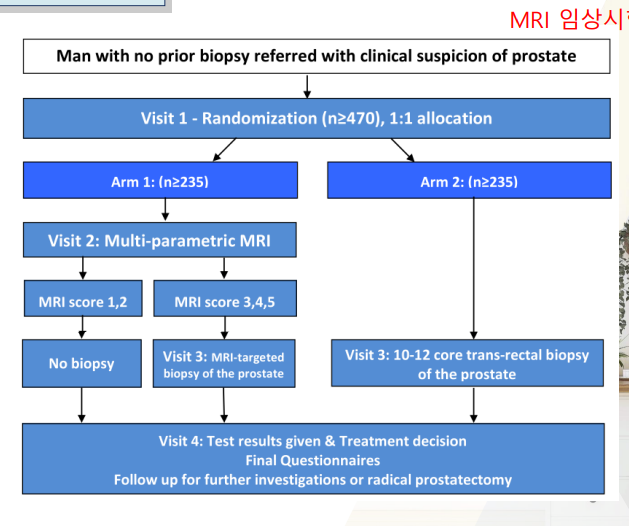 MRI 임상시
Man with no prior biopsy referred with clinical suspicion of prostate
Visit 1 - Randomization (n≥470), 1:1 allocation
Arm 1: (n≥235)
Arm 2: (n≥235)
Visit 2: Multi-parametric MRI
MRI score 1,2
MRI score 3,4,5
No biopsy
Visit 3: MRI-targeted
biopsy of the prostate
Visit 3: 10-12 core trans-rectal biopsy
of the prostate
Visit 4: Test results given & Treatment decision
Final Questionnaires
Follow up for further investigations or radical prostatectomy